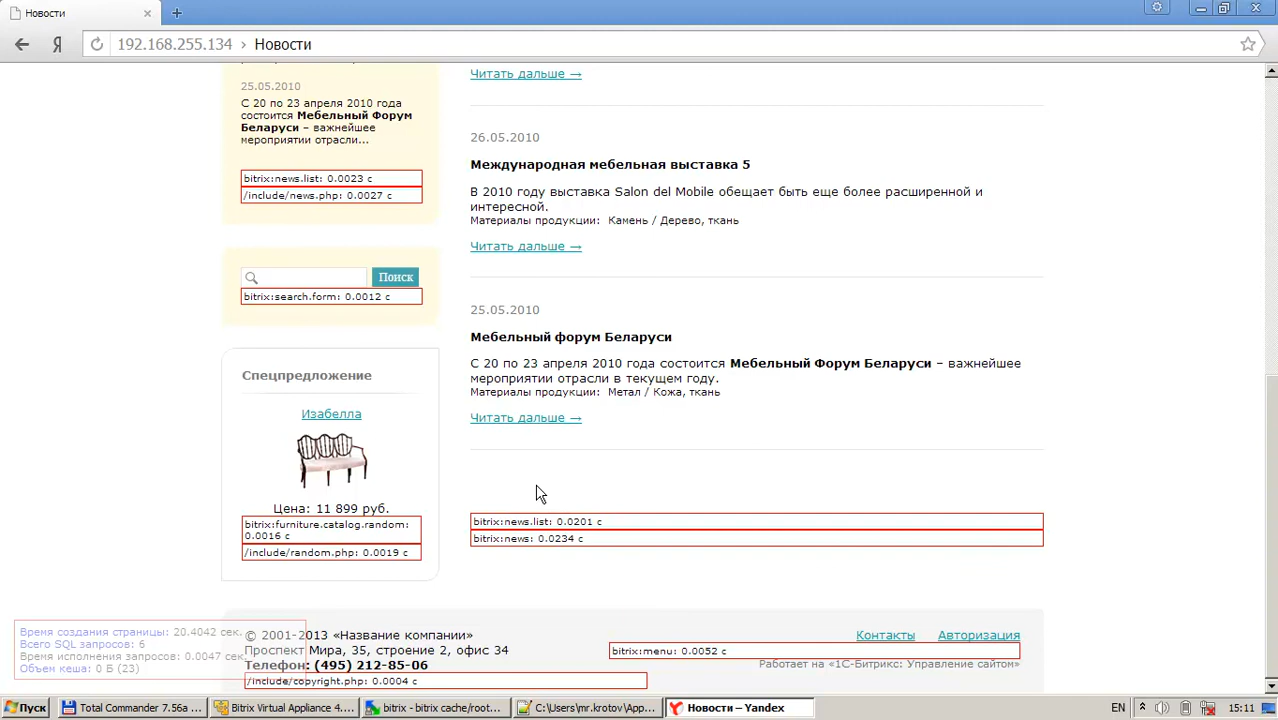 Новости
192.168.255.134 › Новости
25.05.2010
С 20 по 23 апреля 2010 года
состоится Мебельный Форум
Беларуси – важнейшее
мероприятии отрасли...
bitrix:news.list: 0.0023 с
/include/news.php: 0.0027 с
Поиск
bitrix:search.form: 0.0012 с
Спецпредложение
Изабелла
Цена: 11 899 руб.
bitrix:furniture.catalog.random:
0.0016 с
/include/random.php: 0.0019 с
Читать дальше →
26.05.2010
Международная мебельная выставка 5
В 2010 году выставка Salon del Mobile обещает быть еще более расширенной и
интересной.
Материалы продукции: Камень / Дерево, ткань
Читать дальше →
25.05.2010
Мебельный форум Беларуси
С 20 по 23 апреля 2010 года состоится Мебельный Форум Беларуси – важнейшее
мероприятии отрасли в текущем году.
Материалы продукции: Метал / Кожа, ткань
Читать дальше →
bitrix:news.list: 0.0201 с
bitrix:news: 0.0234 с
© 2001-2013 «Название компании»
Проспект Мира, 35, строение 2, офис 34
Телефон: (495) 212-85-06
/include/copyright.php: 0.0004 с
Контакты Авторизация
bitrix:menu: 0.0052 с
Работает на «1С-Битрикс: Управление сайтом»
Время создания страницы: 20.4042 сек.
Всего SQL запросов: 6
Время исполнения запросов: 0.0047 сек.
Объем кеша: 0 Б (23)
Пуск
Total Commander 7.56a ...
Bitrix Virtual Appliance 4....
bitrix - bitrix cache/root...
C:\Users\mr.krotov\App...
Новости – Yandex
EN
15:11